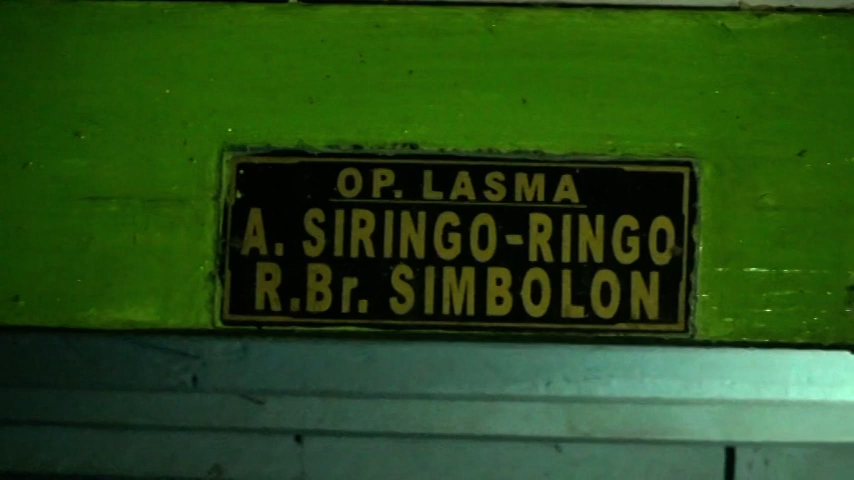 OP. LASMA
A. SIRINGO-RINGO
R.Br. SIMBOLON